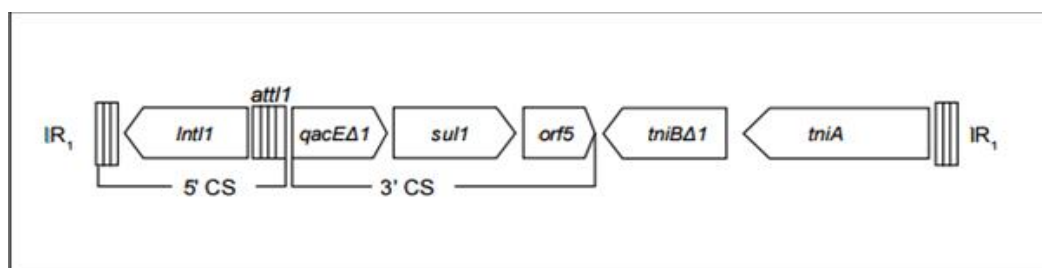 attI1
IR1 IntI1 qacEΔ1 sul1 orf5 tniBΔ1 tniA IR1
5' CS 3' CS